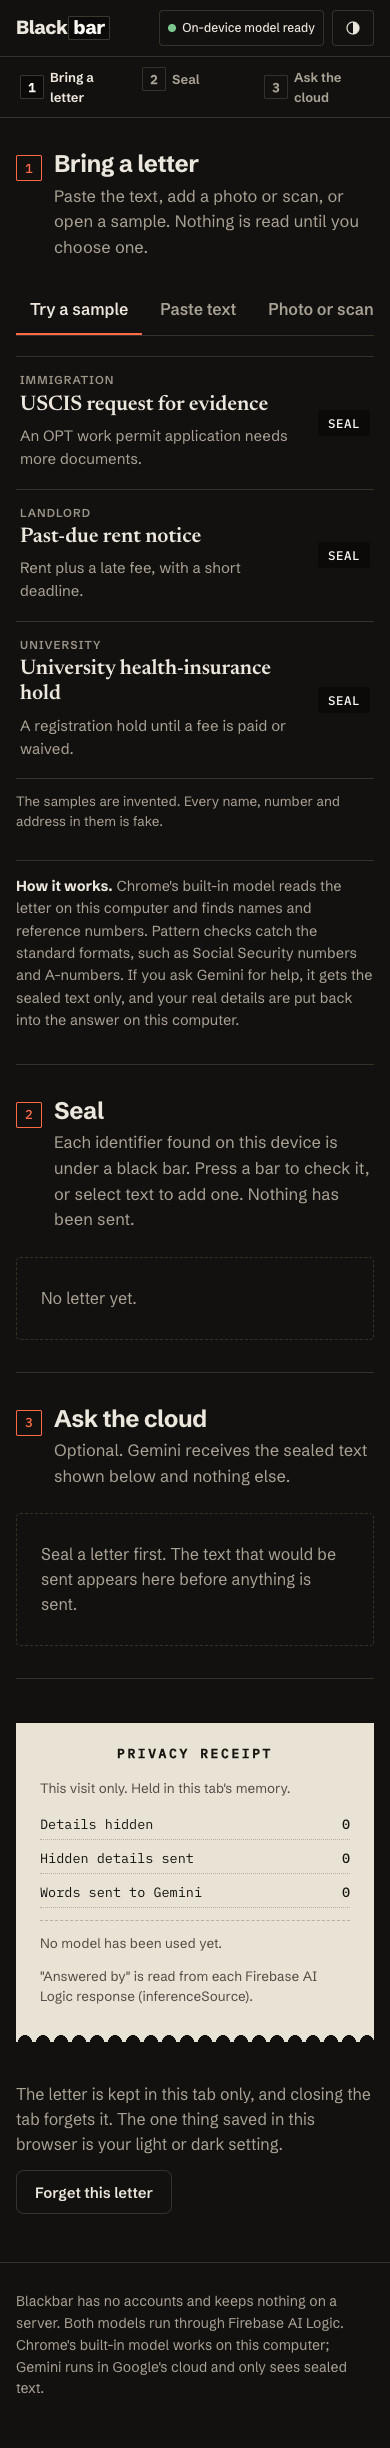 Black bar
On-device model ready
1 Bring a letter
2 Seal
3 Ask the cloud
1 Bring a letter
Paste the text, add a photo or scan, or
open a sample. Nothing is read until you
choose one.
Try a sample Paste text Photo or scan
IMMIGRATION
USCIS request for evidence
An OPT work permit application needs
more documents.
SEAL
LANDLORD
Past-due rent notice
Rent plus a late fee, with a short
deadline.
SEAL
UNIVERSITY
University health-insurance
hold
A registration hold until a fee is paid or
waived.
SEAL
The samples are invented. Every name, number and
address in them is fake.
How it works. Chrome's built-in model reads the
letter on this computer and finds names and
reference numbers. Pattern checks catch the
standard formats, such as Social Security numbers
and A-numbers. If you ask Gemini for help, it gets the
sealed text only, and your real details are put back
into the answer on this computer.
2 Seal
Each identifier found on this device is
under a black bar. Press a bar to check it,
or select text to add one. Nothing has
been sent.
No letter yet.
3 Ask the cloud
Optional. Gemini receives the sealed text
shown below and nothing else.
Seal a letter first. The text that would be
sent appears here before anything is
sent.
PRIVACY RECEIPT
This visit only. Held in this tab's memory.
Details hidden 0
Hidden details sent 0
Words sent to Gemini 0
No model has been used yet.
"Answered by" is read from each Firebase AI
Logic response (inferenceSource).
The letter is kept in this tab only, and closing the
tab forgets it. The one thing saved in this
browser is your light or dark setting.
Forget this letter
Blackbar has no accounts and keeps nothing on a
server. Both models run through Firebase AI Logic.
Chrome's built-in model works on this computer;
Gemini runs in Google's cloud and only sees sealed
text.